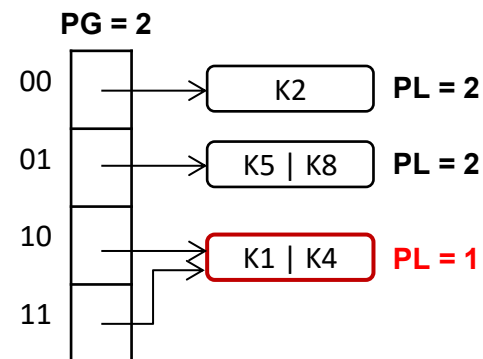 PG = 2
00 K2 PL = 2
01 K5 | K8 PL = 2
10 K1 | K4 PL = 1
11